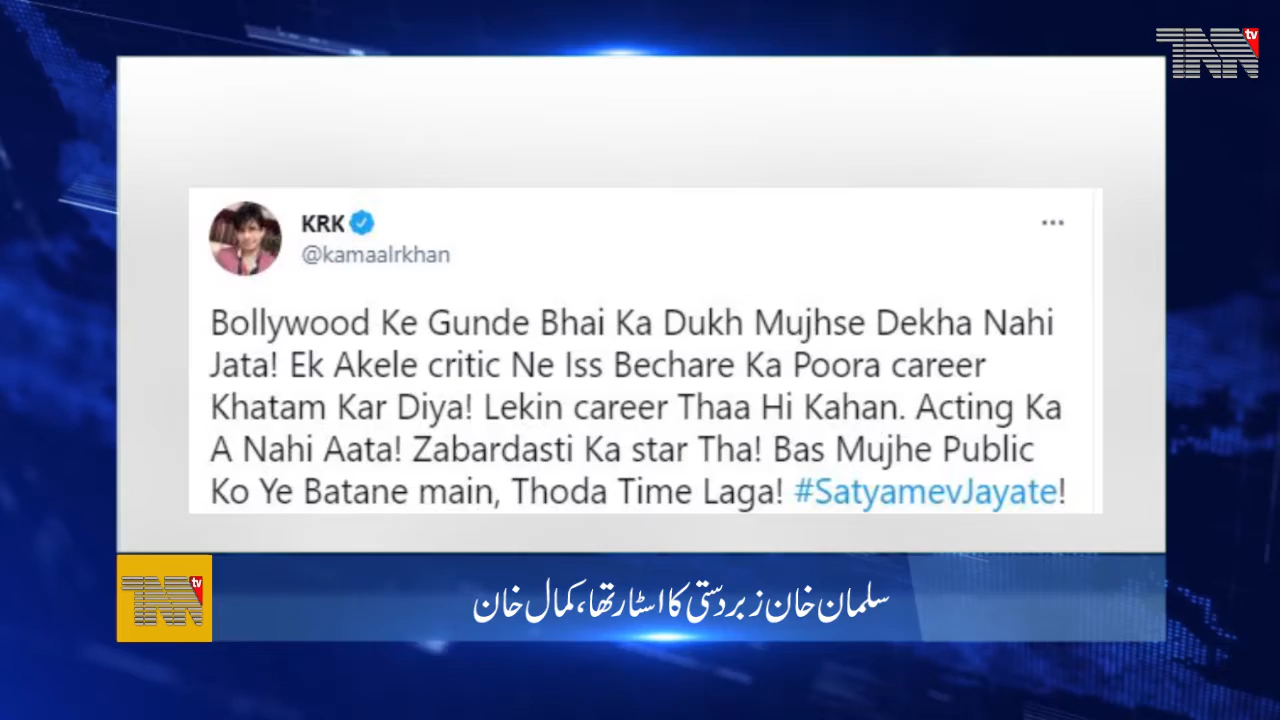 TNN tv
KRK
@kamaalrkhan
Bollywood Ke Gunde Bhai Ka Dukh Mujhse Dekha Nahi
Jata! Ek Akele critic Ne Iss Bechare Ka Poora career
Khatam Kar Diya! Lekin career Thaa Hi Kahan. Acting Ka
A Nahi Aata! Zabardasti Ka star Tha! Bas Mujhe Public
Ko Ye Batane main, Thoda Time Laga! #SatyamevJayate!
TNN tv
سلمان خان زبردستی کا اسٹار تھا، کمال خان